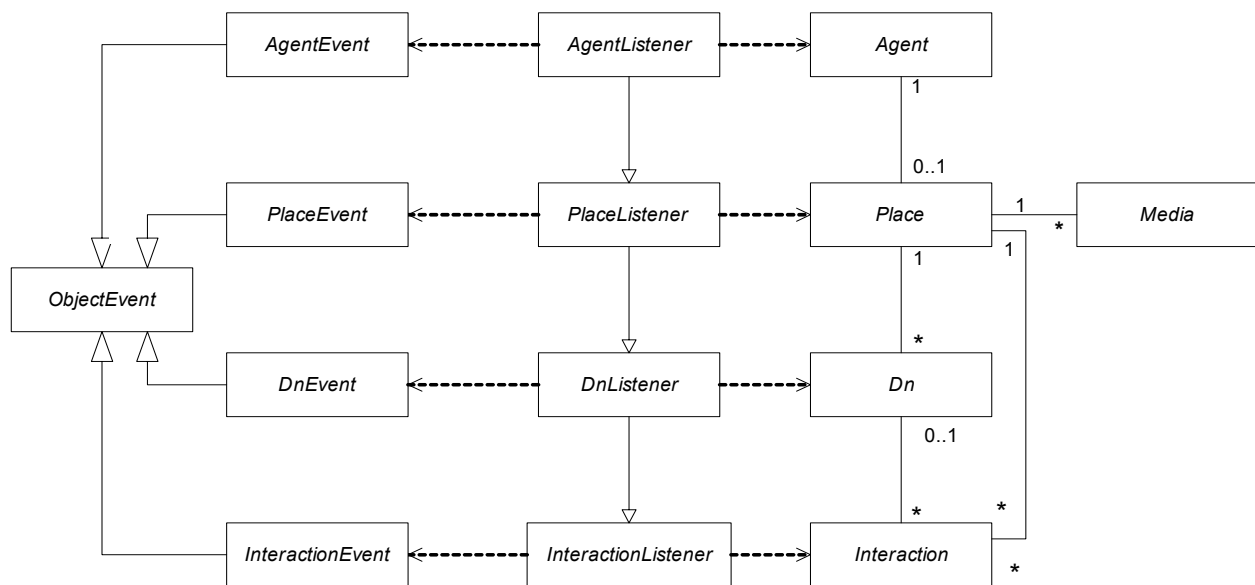 AgentEvent
AgentListener
Agent
1
0..1
PlaceEvent
PlaceListener
Place
1
*
Media
1
1
ObjectEvent
*
DnEvent
DnListener
Dn
0..1
*
*
InteractionEvent
InteractionListener
Interaction
*